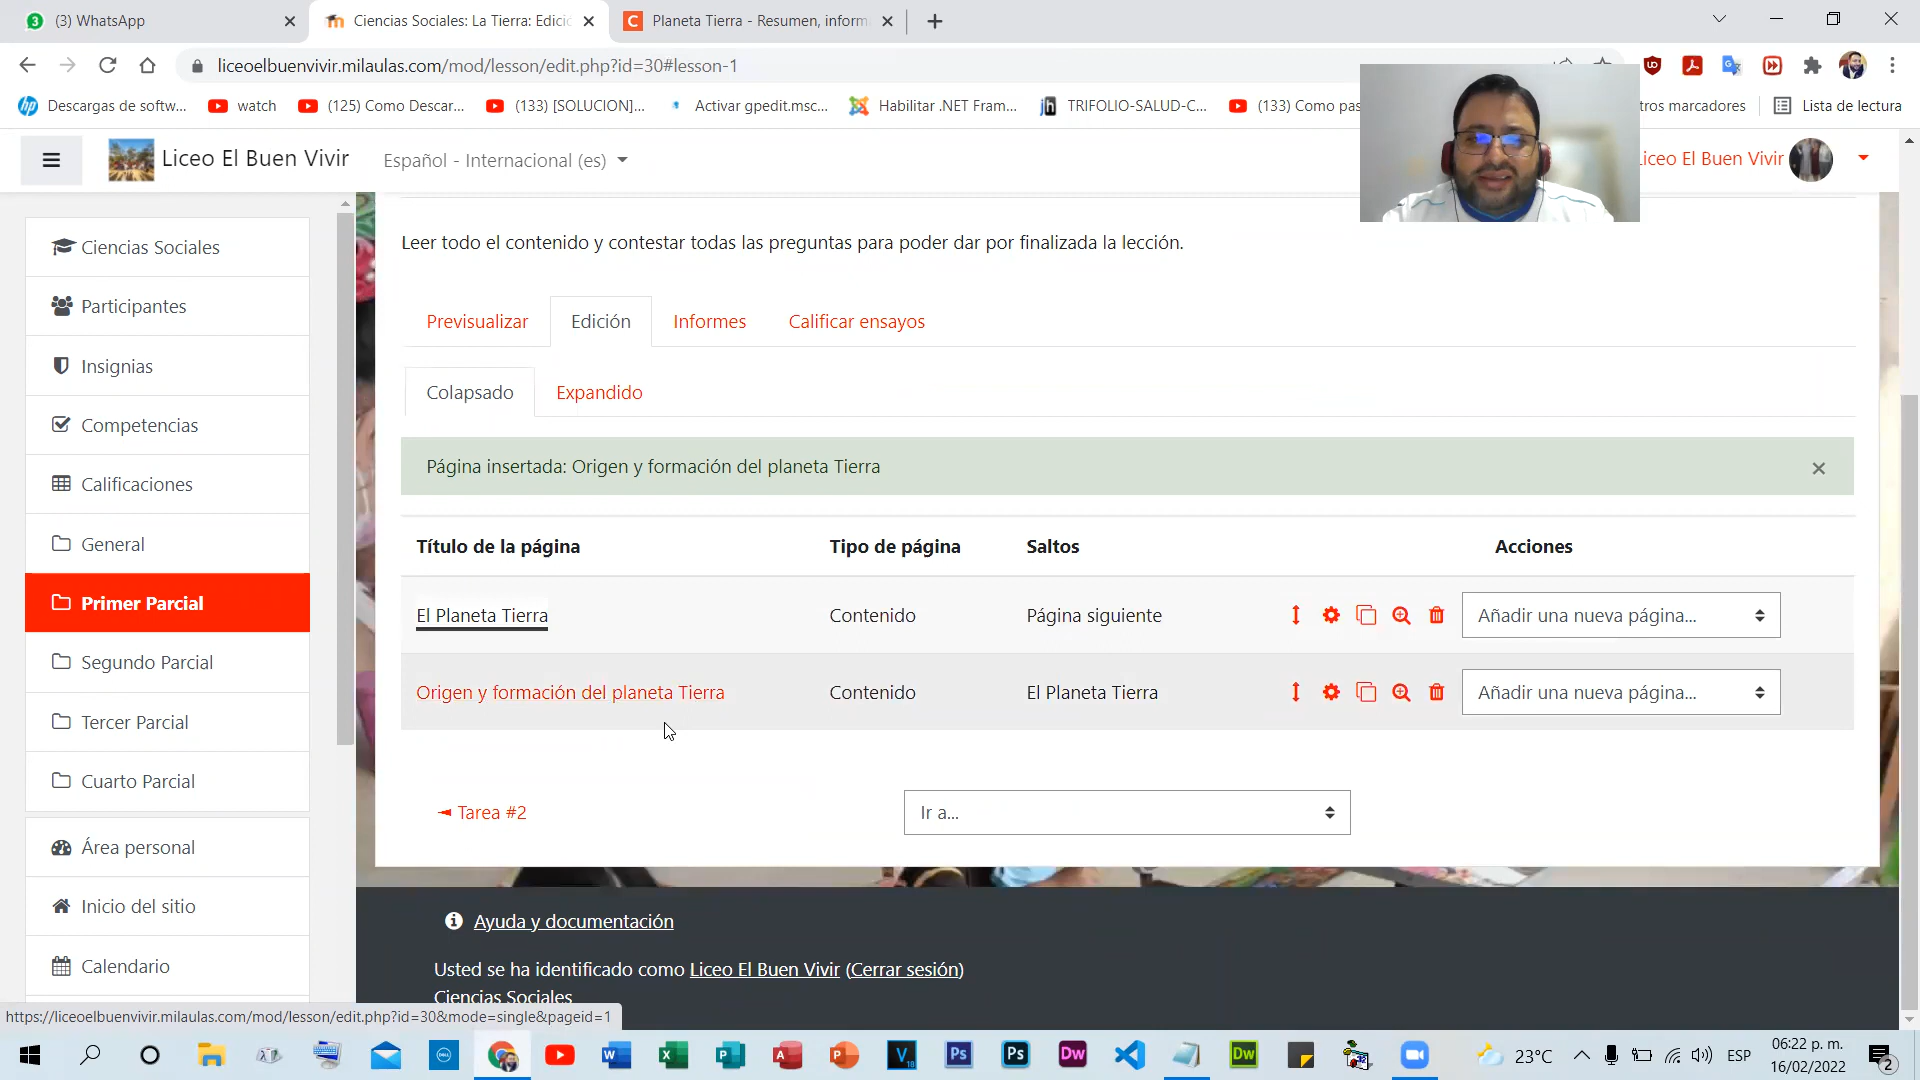 (3) WhatsApp
Ciencias Sociales: La Tierra: Edici
Planeta Tierra - Resumen, inform
liceoelbuenvivir.milaulas.com/mod/lesson/edit.php?id=30#lesson-1
Descargas de softw...
watch
(125) Como Descar...
(133) [SOLUCION]...
Activar gpedit.msc...
Habilitar .NET Fram...
TRIFOLIO-SALUD-C...
(133) Como pas
tros marcadores
Lista de lectura
Liceo El Buen Vivir
Español - Internacional (es)
Liceo El Buen Vivir
Ciencias Sociales
Participantes
Insignias
Competencias
Calificaciones
General
Primer Parcial
Segundo Parcial
Tercer Parcial
Cuarto Parcial
Área personal
Inicio del sitio
Calendario
Leer todo el contenido y contestar todas las preguntas para poder dar por finalizada la lección.
Previsualizar
Edición
Informes
Calificar ensayos
Colapsado
Expandido
Página insertada: Origen y formación del planeta Tierra
Título de la página
Tipo de página
Saltos
Acciones
El Planeta Tierra
Contenido
Página siguiente
Añadir una nueva página...
Origen y formación del planeta Tierra
Contenido
El Planeta Tierra
Añadir una nueva página...
◄ Tarea #2
Ir a...
Ayuda y documentación
Usted se ha identificado como Liceo El Buen Vivir (Cerrar sesión)
Ciencias Sociales
https://liceoelbuenvivir.milaulas.com/mod/lesson/edit.php?id=30&mode=single&pageid=1
23°C
ESP
06:22 p. m.
16/02/2022
2